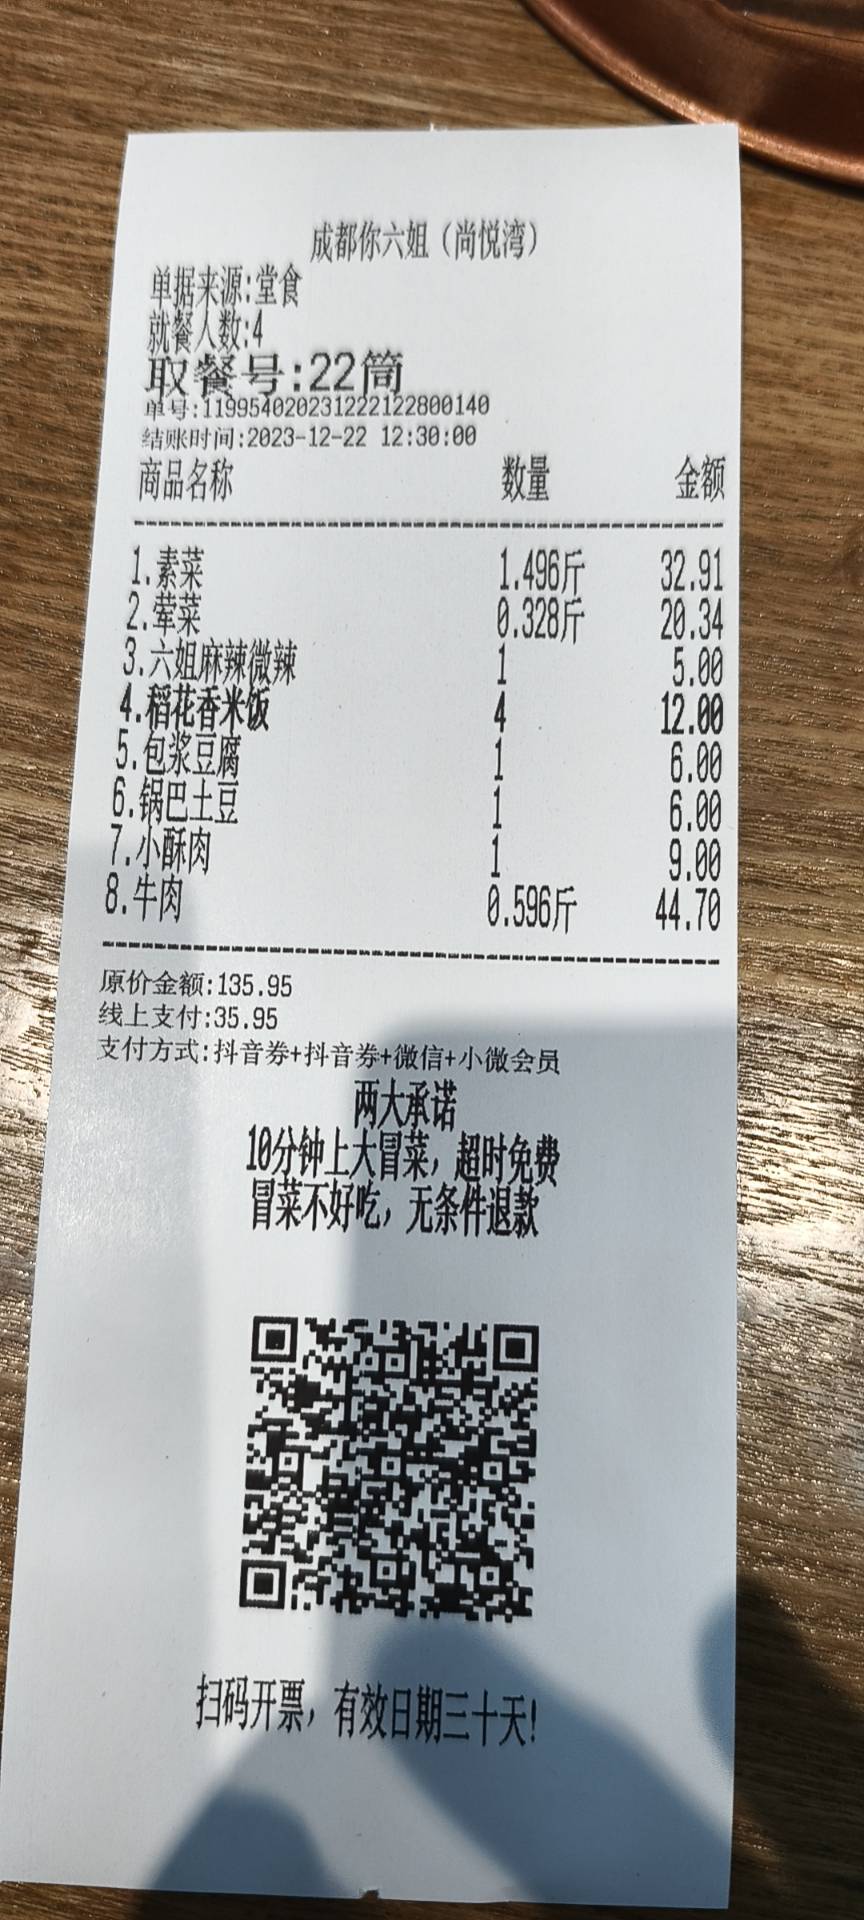 成都你六姐（尚悦湾）
单据来源:堂食
就餐人数:4
取餐号:22筒
单号:11995402023122212280​0140
结账时间:2023-12-22 12:30:00
商品名称 数量 金额
1.素菜 1.496斤 32.91
2.荤菜 0.328斤 20.34
3.六姐麻辣微辣 1 5.00
4.稻花香米饭 4 12.00
5.包浆豆腐 1 6.00
6.锅巴土豆 1 6.00
7.小酥肉 1 9.00
8.牛肉 0.596斤 44.70
原价金额:135.95
线上支付:35.95
支付方式:抖音券+抖音券+微信+小微会员
两大承诺
10分钟上大冒菜，超时免费
冒菜不好吃，无条件退款
扫码开票，有效日期三十天!